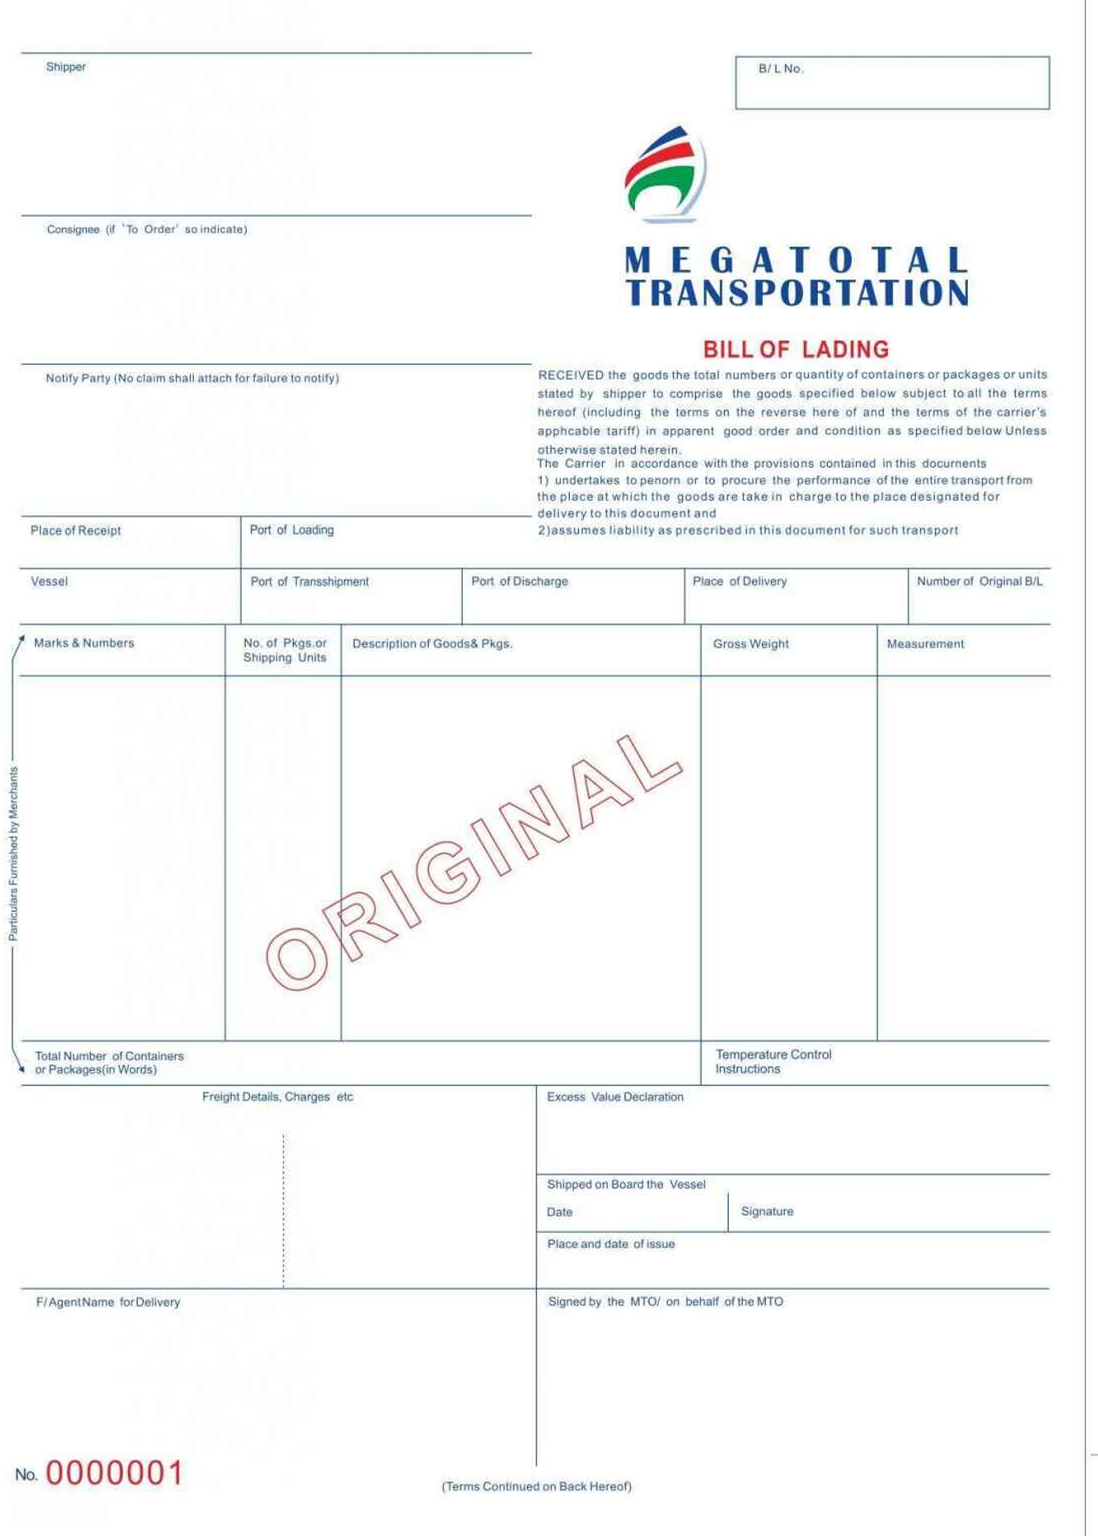 Shipper
B/ L No.
Consignee (if 'To Order' so indicate)
MEGATOTAL
TRANSPORTATION
BILL OF LADING
Notify Party (No claim shall attach for failure to notify)
RECEIVED the goods the total numbers or quantity of containers or packages or units
stated by shipper to comprise the goods specified below subject to all the terms
hereof (including the terms on the reverse here of and the terms of the carrier's
apphcable tariff) in apparent good order and condition as specified below Unless
otherwise stated herein.
The Carrier in accordance with the provisions contained in this documents
1) undertakes to penorn or to procure the performance of the entire transport from
the place at which the goods are take in charge to the place designated for
delivery to this document and
2)assumes liability as prescribed in this document for such transport
Place of Receipt
Port of Loading
Vessel
Port of Transshipment
Port of Discharge
Place of Delivery
Number of Original B/L
Marks & Numbers
No. of Pkgs.or
Shipping Units
Description of Goods& Pkgs.
Gross Weight
Measurement
Particulars Furnished by Merchants
ORIGINAL
Total Number of Containers
or Packages(in Words)
Temperature Control
Instructions
Freight Details, Charges etc
Excess Value Declaration
Shipped on Board the Vessel
Date
Signature
Place and date of issue
F/ Agent Name for Delivery
Signed by the MTO/ on behalf of the MTO
No. 0000001
(Terms Continued on Back Hereof)